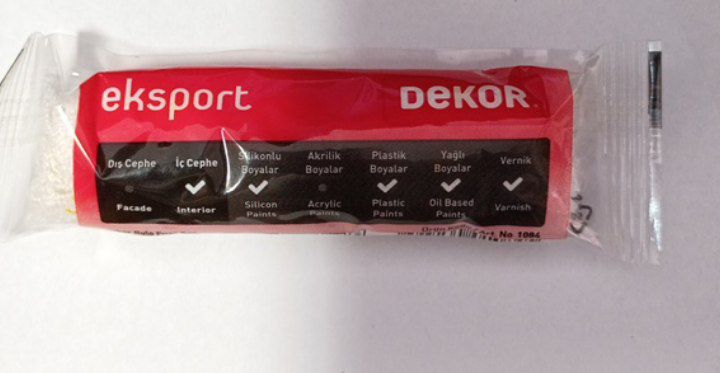 eksport DEKOR
Dış Cephe İç Cephe Silikonlu Boyalar Akrilik Boyalar Plastik Boyalar Yağlı Boyalar Vernik
Facade Interior Silicon Paints Acrylic Paints Plastic Paints Oil Based Paints Varnish
No. 1084